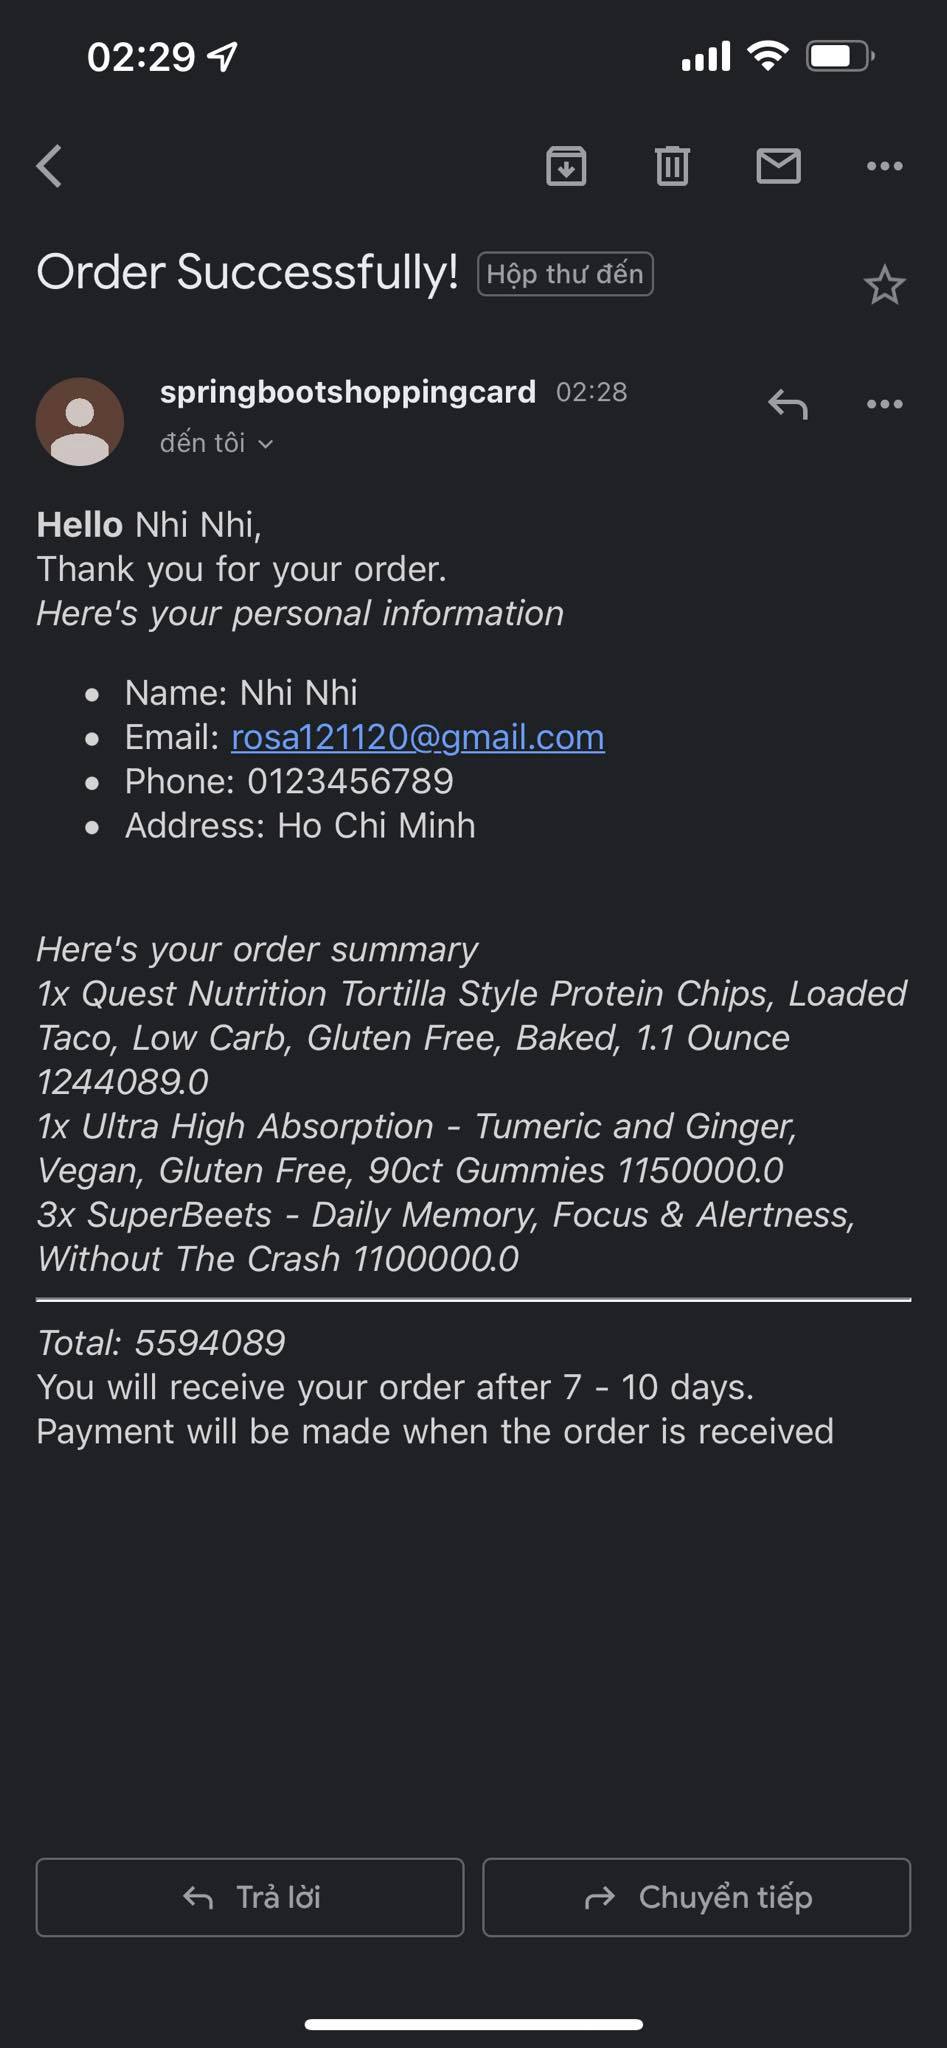 02:29
Order Successfully! Hộp thư đến
springbootshoppingcard 02:28
đến tôi
Hello Nhi Nhi,
Thank you for your order.
Here's your personal information
• Name: Nhi Nhi
• Email: rosa121120@gmail.com
• Phone: 0123456789
• Address: Ho Chi Minh
Here's your order summary
1x Quest Nutrition Tortilla Style Protein Chips, Loaded
Taco, Low Carb, Gluten Free, Baked, 1.1 Ounce
1244089.0
1x Ultra High Absorption - Tumeric and Ginger,
Vegan, Gluten Free, 90ct Gummies 1150000.0
3x SuperBeets - Daily Memory, Focus & Alertness,
Without The Crash 1100000.0
Total: 5594089
You will receive your order after 7 - 10 days.
Payment will be made when the order is received
Trả lời
Chuyển tiếp